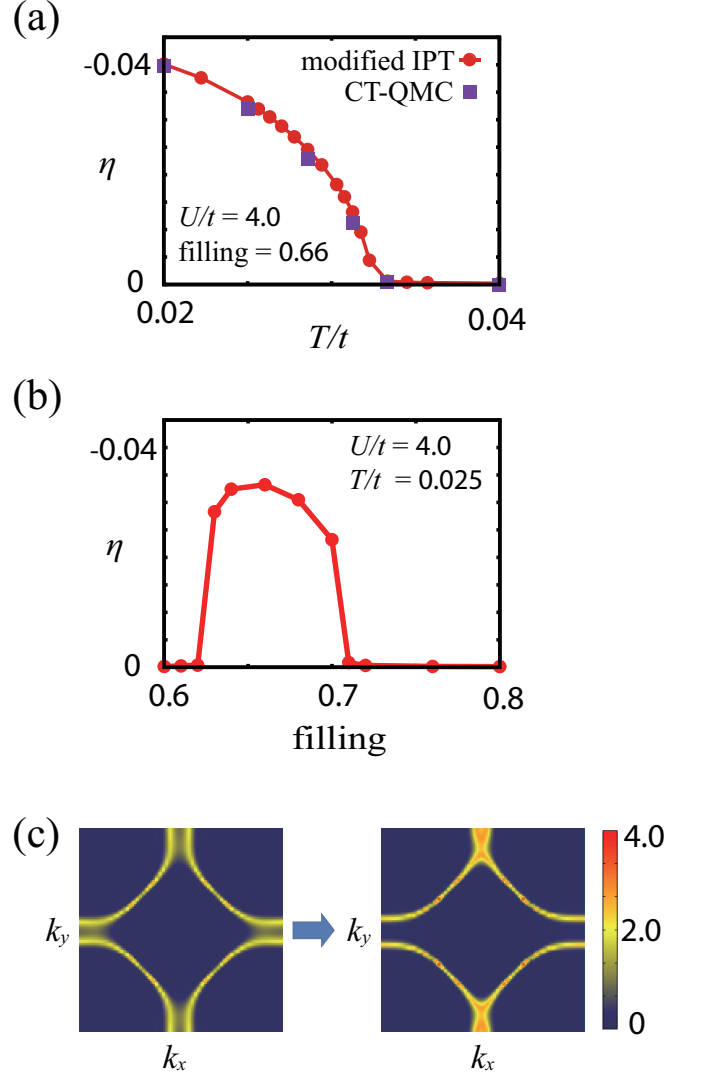 (a)
-0.04
modified IPT
CT-QMC
η
U/t = 4.0
filling = 0.66
0
0.02
0.04
T/t
(b)
-0.04
U/t = 4.0
T/t = 0.025
η
0
0.6
0.7
0.8
filling
(c)
4.0
ky
ky
2.0
0
kx
kx